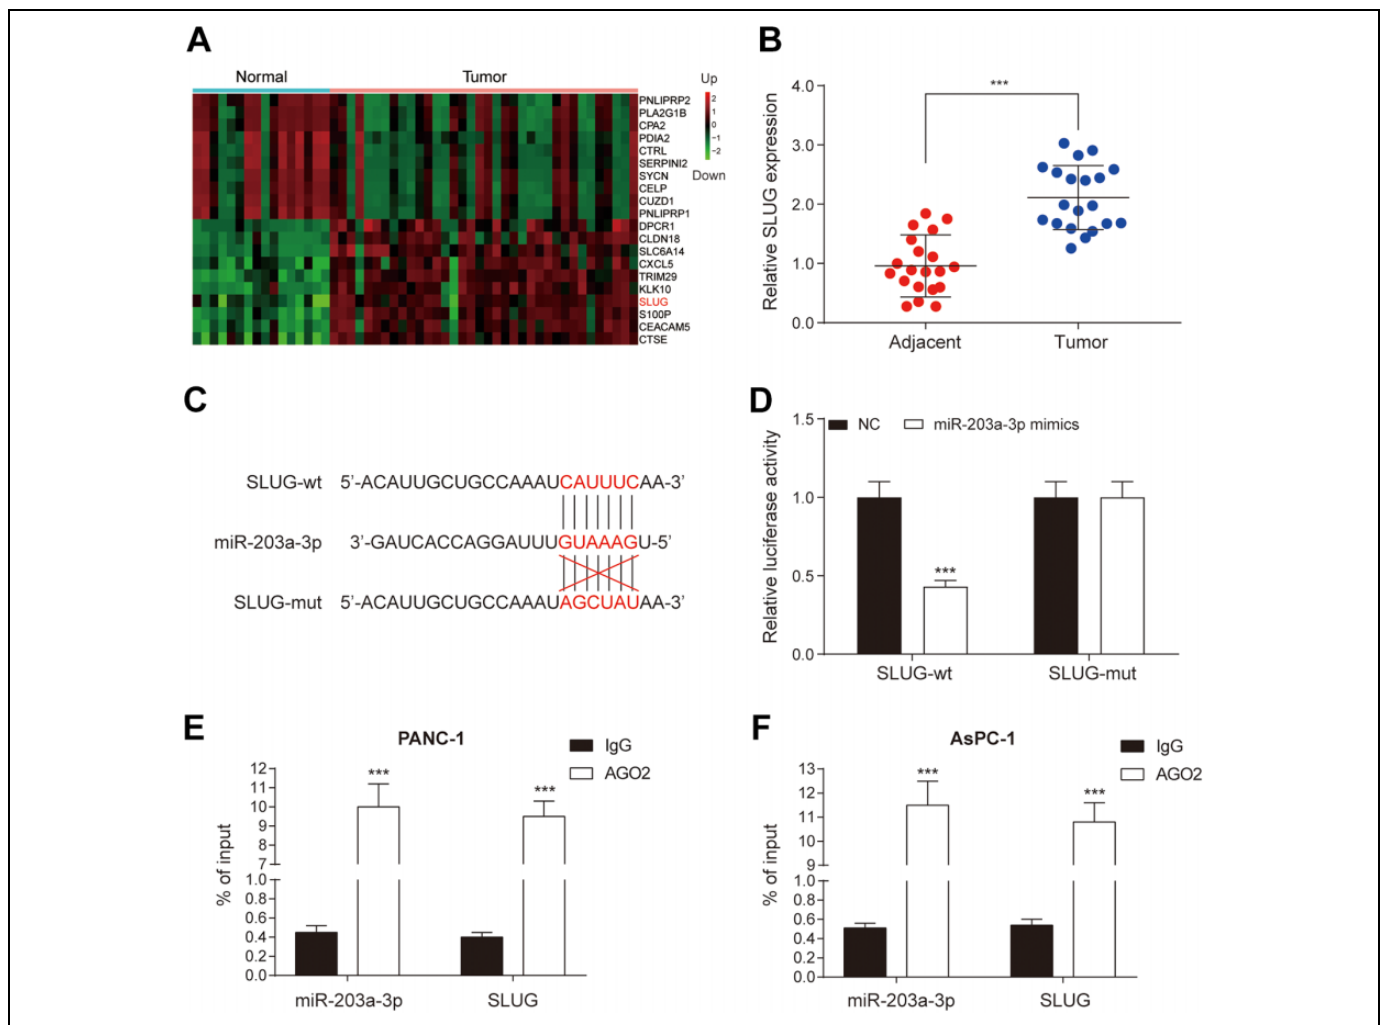 A
Normal Tumor
Up
2
1
0
−1
−2
Down
PNLIPRP2
PLA2G1B
CPA2
PDIA2
CTRL
SERPINI2
SYCN
CELP
CUZD1
PNLIPRP1
DPCR1
CLDN18
SLC6A14
CXCL5
TRIM29
KLK10
SLUG
S100P
CEACAM5
CTSE
B
Relative SLUG expression
4.0
3.0
2.0
1.0
0.0
***
Adjacent Tumor
C
SLUG-wt 5’-ACAUUGCUGCCAAAUCAUUUCAA-3’
miR-203a-3p 3’-GAUCACCAGGAUUUGUAAAGU-5’
SLUG-mut 5’-ACAUUGCUGCCAAAUAGCUAUAA-3’
D
Relative luciferase activity
1.5
1.0
0.5
0.0
NC miR-203a-3p mimics
***
SLUG-wt SLUG-mut
E
PANC-1
IgG
AGO2
% of input
12
11
10
9
8
7
1.0
0.8
0.6
0.4
0.2
0.0
***
***
miR-203a-3p SLUG
F
AsPC-1
IgG
AGO2
% of input
13
12
11
10
9
1.0
0.8
0.6
0.4
0.2
0.0
***
***
miR-203a-3p SLUG